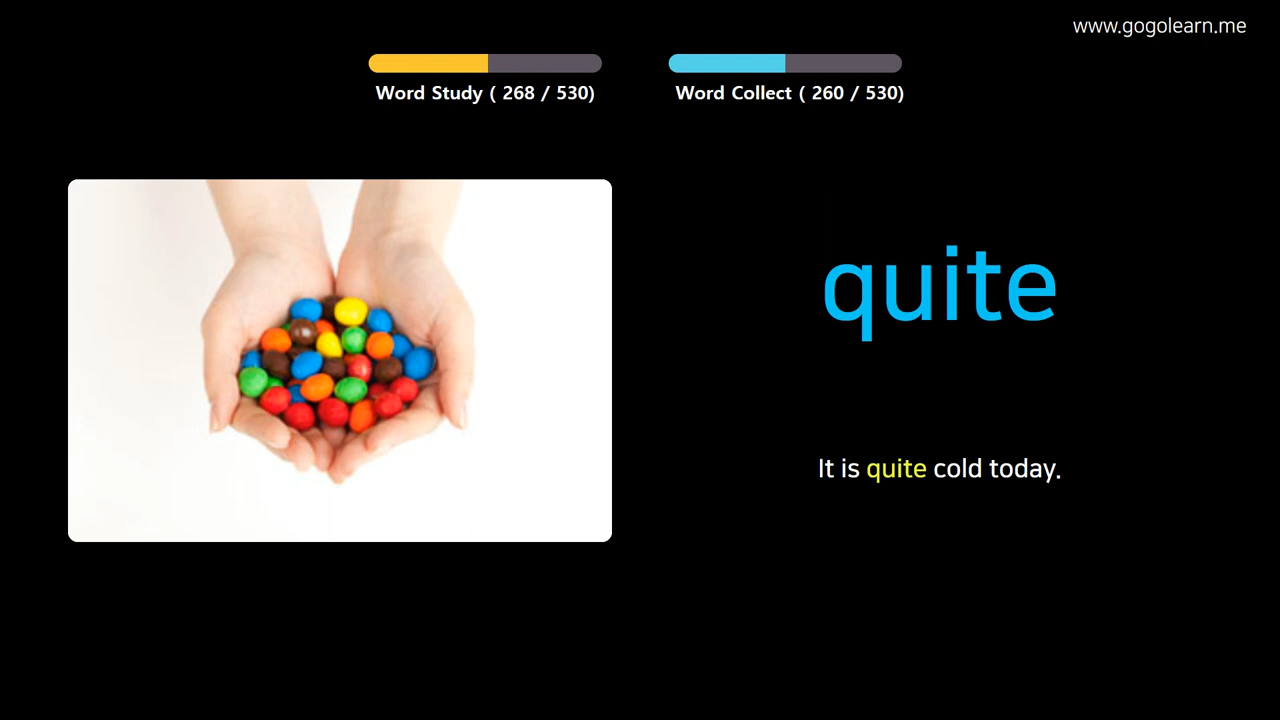 www.gogolearn.me
Word Study ( 268 / 530)
Word Collect ( 260 / 530)
quite
It is quite cold today.